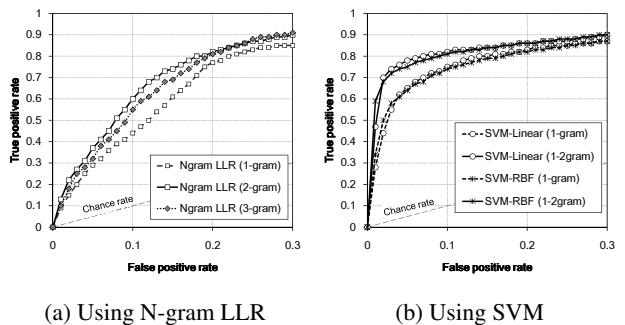 True positive rate
1
0.9
0.8
0.7
0.6
0.5
0.4
0.3
0.2
0.1
0
Ngram LLR (1-gram)
Ngram LLR (2-gram)
Ngram LLR (3-gram)
Chance rate
0
0.1
0.2
0.3
False positive rate
(a) Using N-gram LLR
True positive rate
1
0.9
0.8
0.7
0.6
0.5
0.4
0.3
0.2
0.1
0
SVM-Linear (1-gram)
SVM-Linear (1-2gram)
SVM-RBF (1-gram)
SVM-RBF (1-2gram)
Chance rate
0
0.1
0.2
0.3
False positive rate
(b) Using SVM